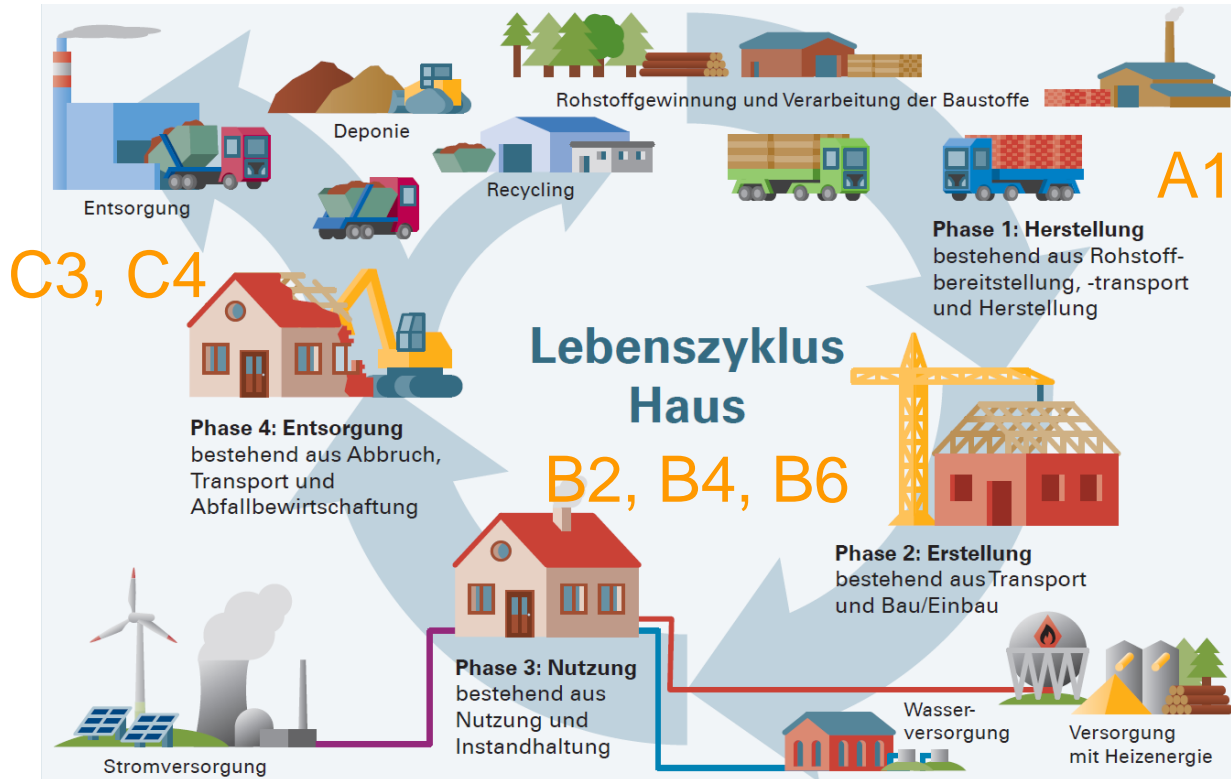 Rohstoffgewinnung und Verarbeitung der Baustoffe
Deponie
Recycling
Entsorgung
A1
Phase 1: Herstellung
bestehend aus Rohstoff-
bereitstellung, -transport
und Herstellung
C3, C4
Lebenszyklus
Haus
Phase 4: Entsorgung
bestehend aus Abbruch,
Transport und
Abfallbewirtschaftung
B2, B4, B6
Phase 2: Erstellung
bestehend aus Transport
und Bau/Einbau
Phase 3: Nutzung
bestehend aus
Nutzung und
Instandhaltung
Wasser-
versorgung
Versorgung
mit Heizenergie
Stromversorgung